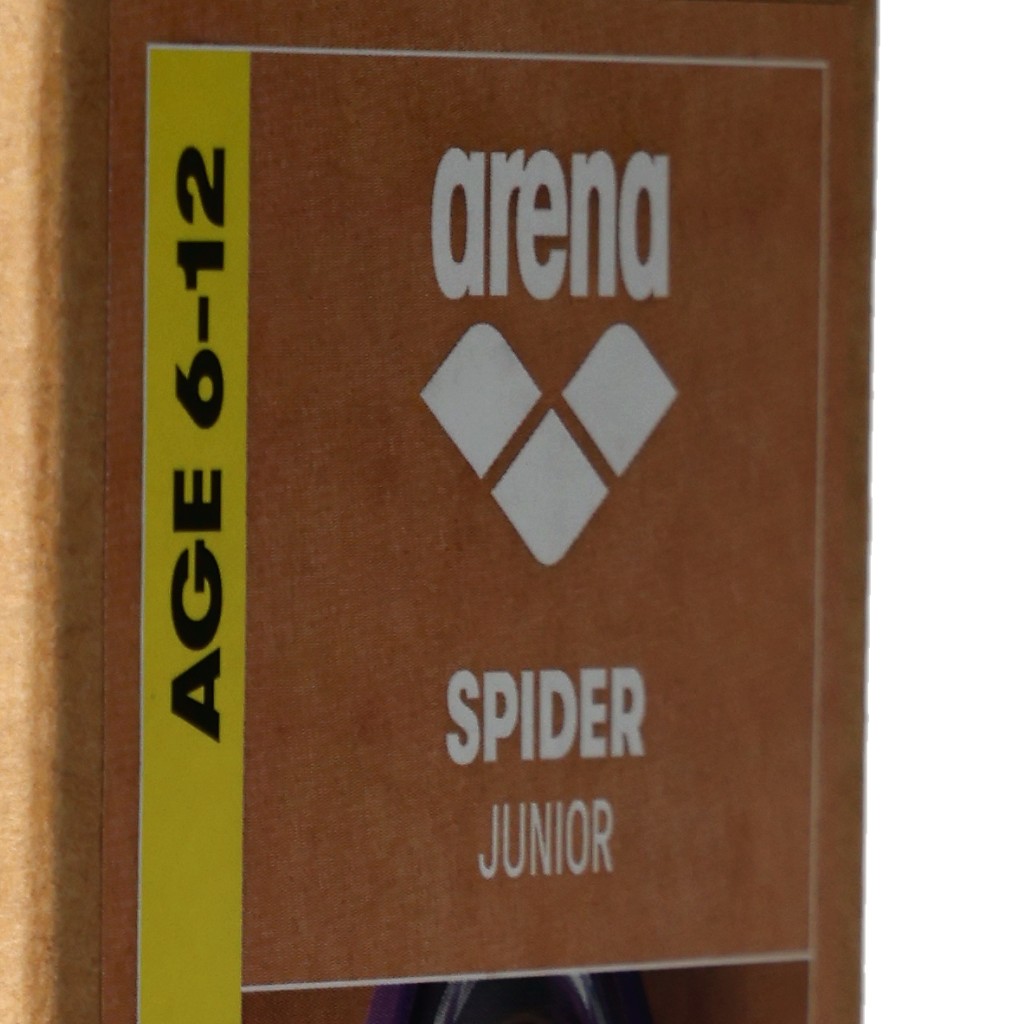 AGE 6-12
arena
SPIDER
JUNIOR